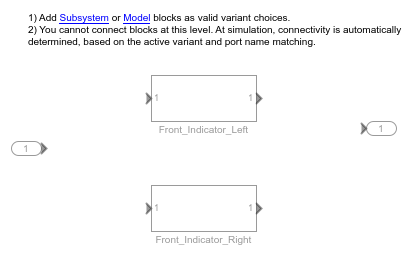 1) Add Subsystem or Model blocks as valid variant choices.
2) You cannot connect blocks at this level. At simulation, connectivity is automatically
determined, based on the active variant and port name matching.
1 1
Front_Indicator_Left
1
1
1 1
Front_Indicator_Right